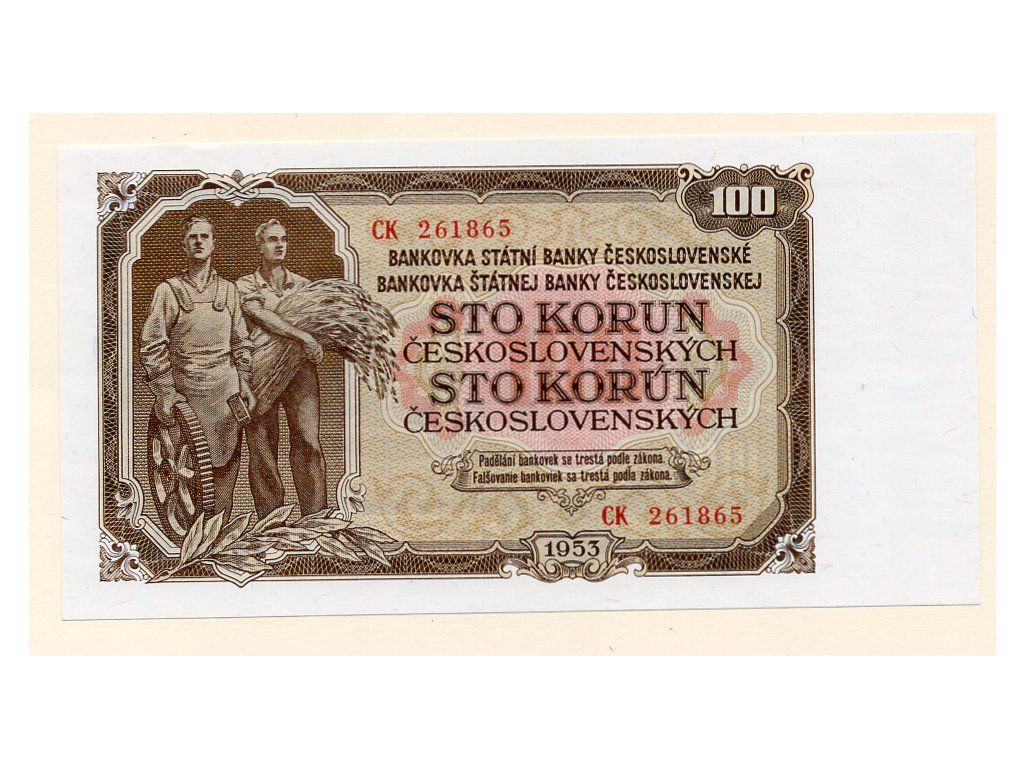 100
CK 261865
BANKOVKA STÁTNÍ BANKY ČESKOSLOVENSKÉ
BANKOVKA ŠTÁTNEJ BANKY ČESKOSLOVENSKEJ
STO KORUN
ČESKOSLOVENSKÝCH
STO KORÚN
ČESKOSLOVENSKÝCH
Padělání bankovek se trestá podle zákona.
Falšovanie bankoviek sa trestá podľa zákona.
CK 261865
1953